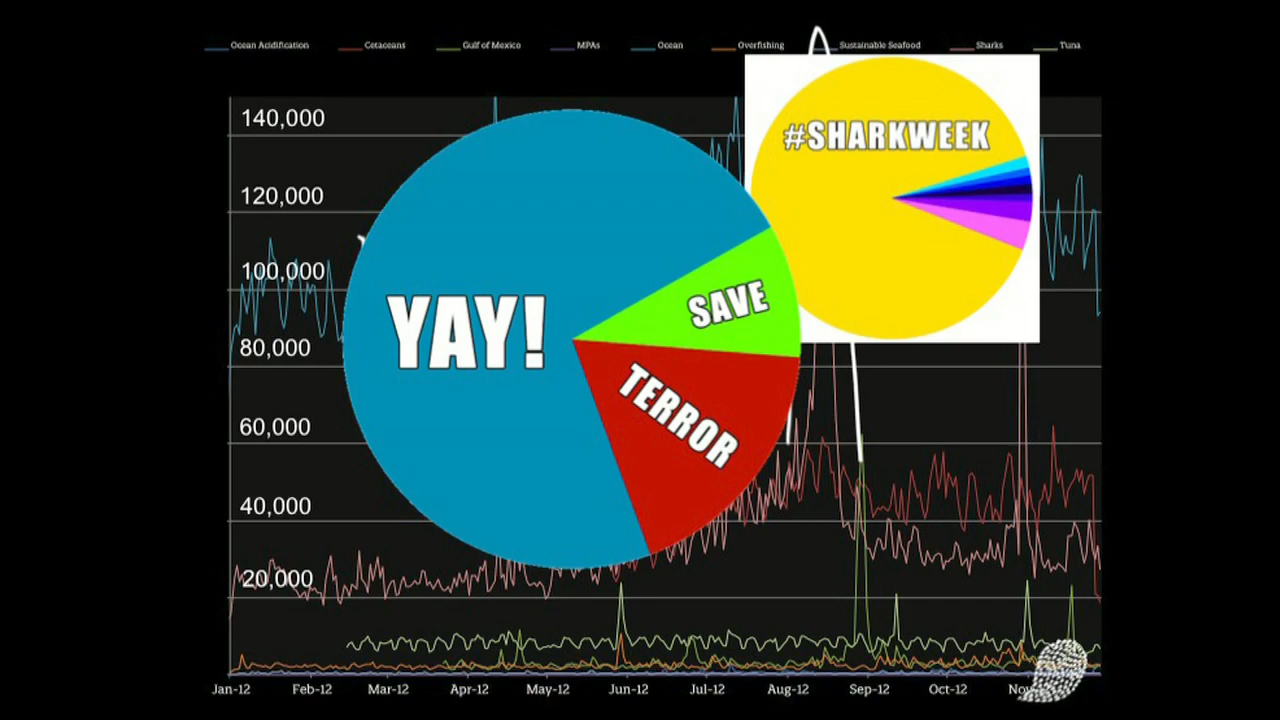 Ocean Acidification Cetaceans Gulf of Mexico MPAs Ocean Overfishing Sustainable Seafood Sharks Tuna
140,000
#SHARKWEEK
120,000
100,000
SAVE
YAY!
80,000
TERROR
60,000
40,000
20,000
Jan-12 Feb-12 Mar-12 Apr-12 May-12 Jun-12 Jul-12 Aug-12 Sep-12 Oct-12